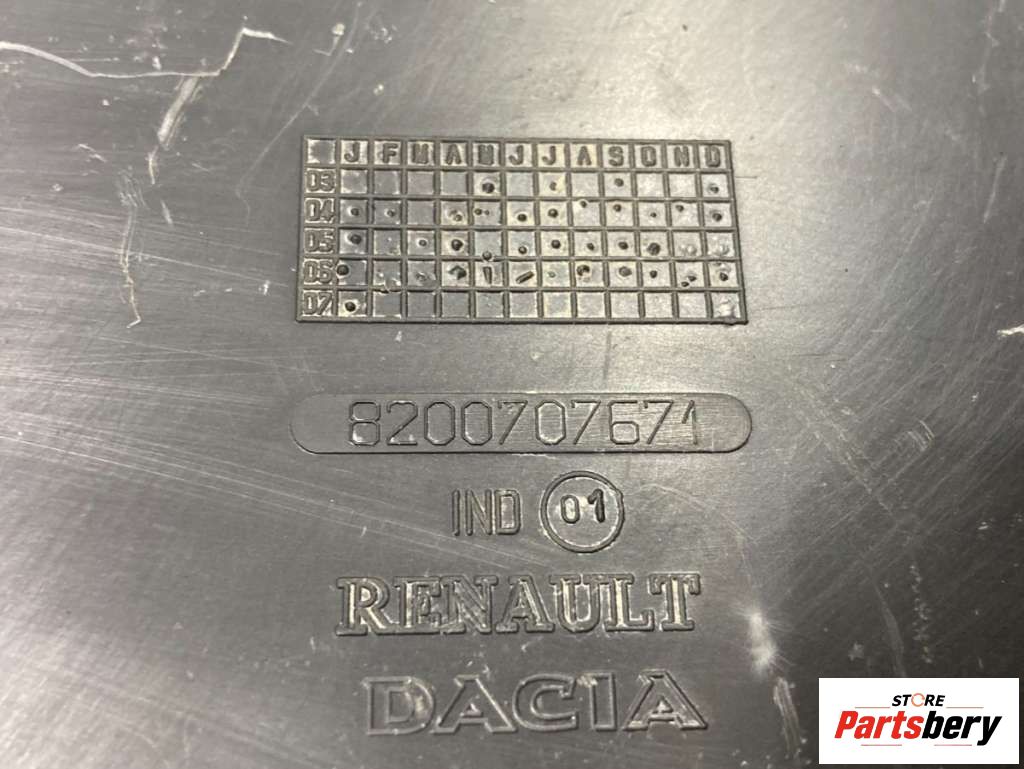 J F M A M J J A S O N D
03
04
05
06
07
8200707671
IND 01
RENAULT
DACIA
STORE
Partsbery